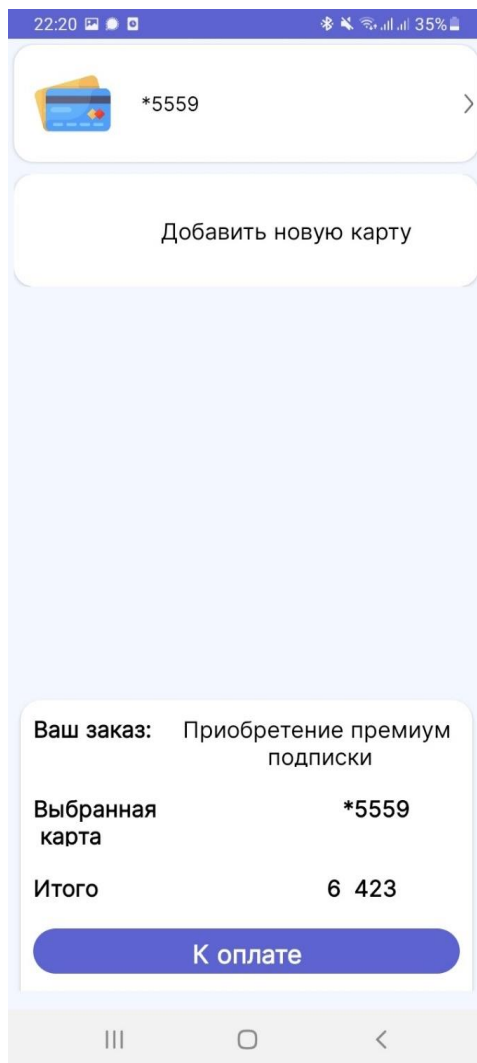 22:20 35%
*5559
Добавить новую карту
Ваш заказ: Приобретение премиум
подписки
Выбранная *5559
карта
Итого 6 423
К оплате